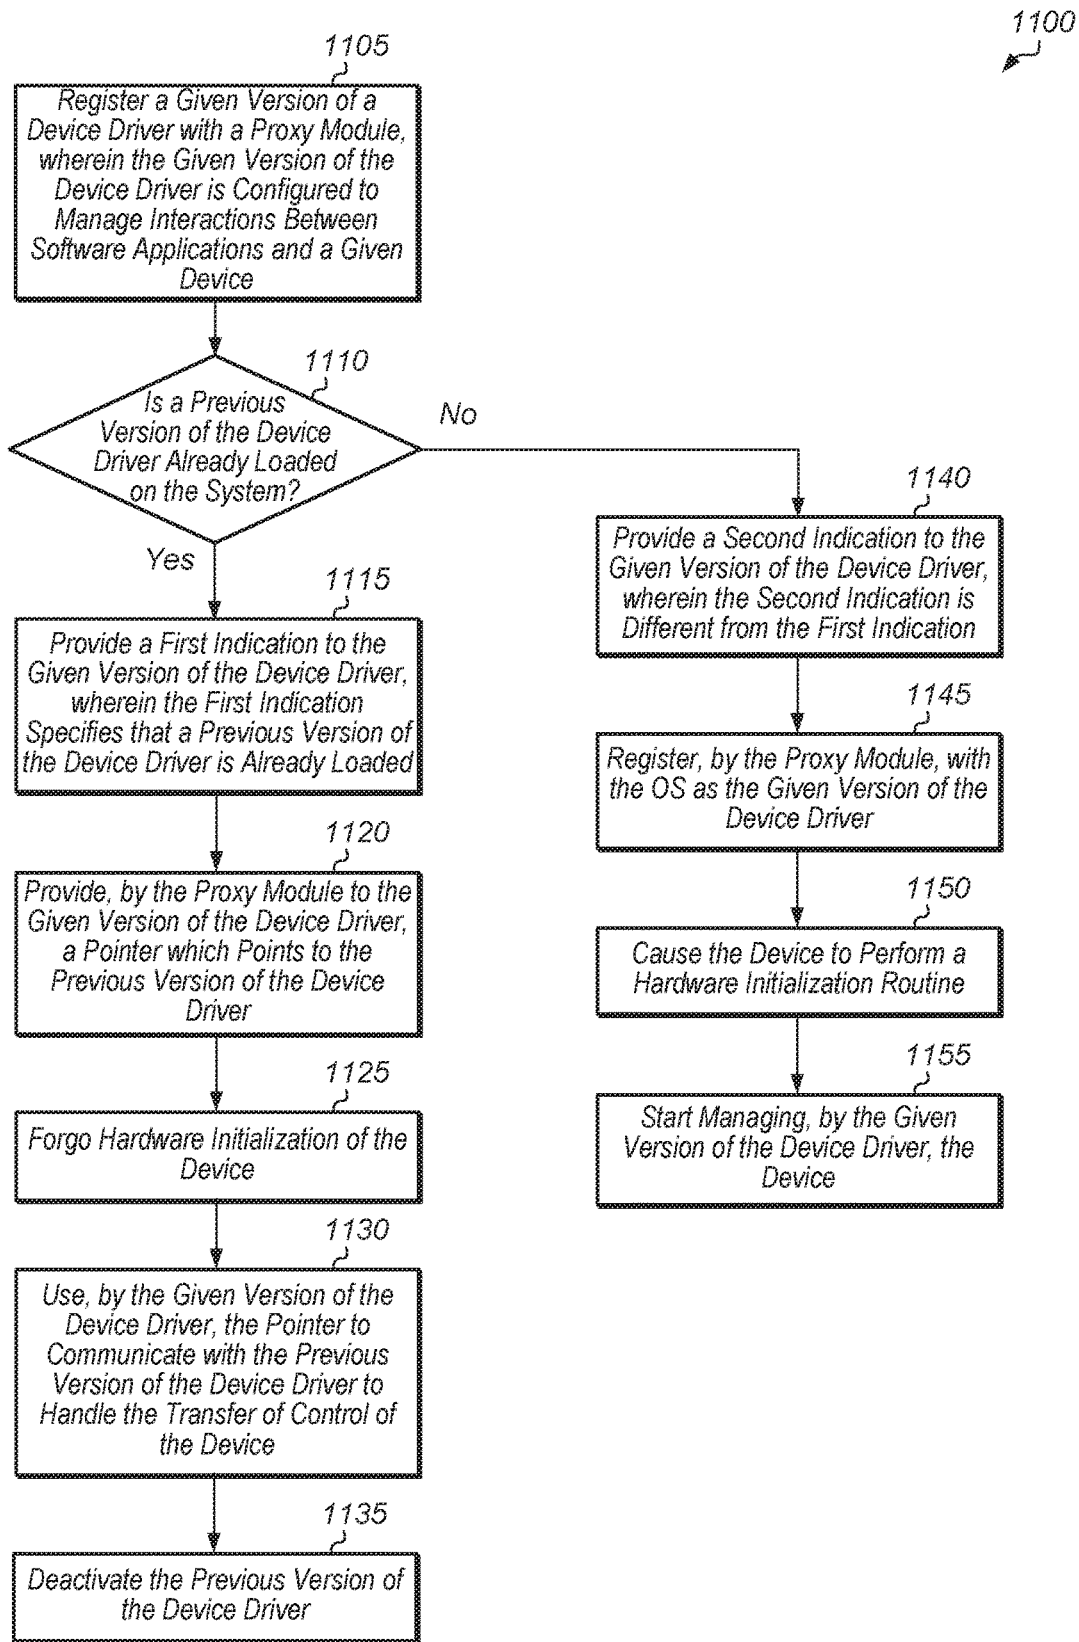 1100
1105
Register a Given Version of a
Device Driver with a Proxy Module,
wherein the Given Version of the
Device Driver is Configured to
Manage Interactions Between
Software Applications and a Given
Device
1110
Is a Previous
Version of the Device
Driver Already Loaded
on the System?
No
Yes
1115
Provide a First Indication to the
Given Version of the Device Driver,
wherein the First Indication
Specifies that a Previous Version of
the Device Driver is Already Loaded
1120
Provide, by the Proxy Module to the
Given Version of the Device Driver,
a Pointer which Points to the
Previous Version of the Device
Driver
1125
Forgo Hardware Initialization of the
Device
1130
Use, by the Given Version of the
Device Driver, the Pointer to
Communicate with the Previous
Version of the Device Driver to
Handle the Transfer of Control of
the Device
1135
Deactivate the Previous Version of
the Device Driver
1140
Provide a Second Indication to the
Given Version of the Device Driver,
wherein the Second Indication is
Different from the First Indication
1145
Register, by the Proxy Module, with
the OS as the Given Version of the
Device Driver
1150
Cause the Device to Perform a
Hardware Initialization Routine
1155
Start Managing, by the Given
Version of the Device Driver, the
Device